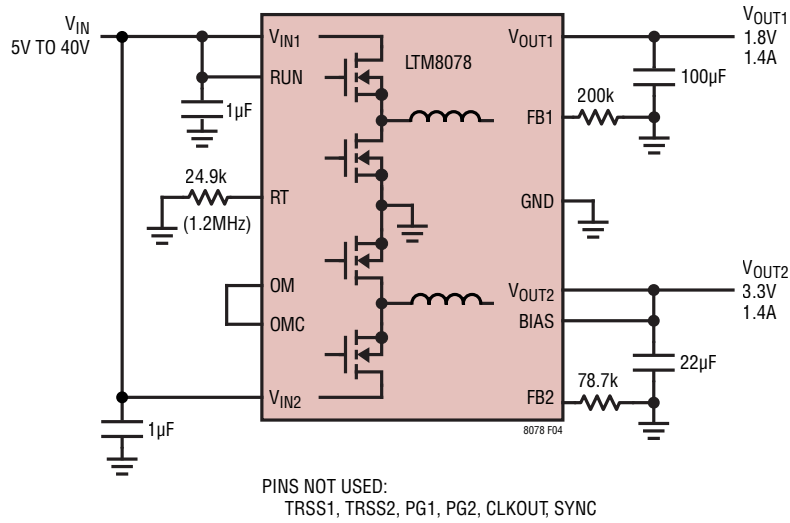 VIN
5V TO 40V
VIN1
RUN
1µF
24.9k
RT
(1.2MHz)
OM
OMC
VIN2
1µF
LTM8078
VOUT1
FB1
GND
VOUT2
BIAS
FB2
8078 F04
VOUT1
1.8V
1.4A
100µF
200k
VOUT2
3.3V
1.4A
22µF
78.7k
PINS NOT USED:
TRSS1, TRSS2, PG1, PG2, CLKOUT, SYNC